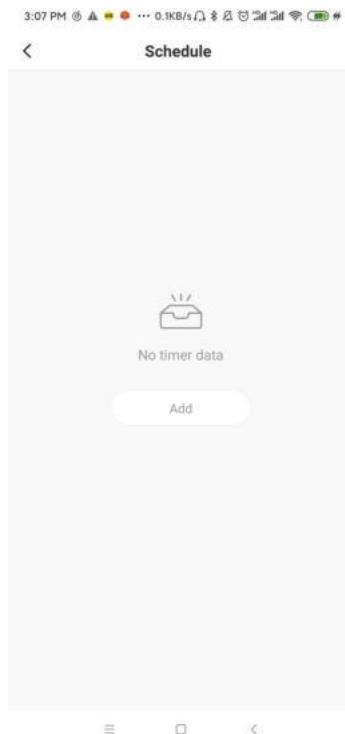 3:07 PM ... 0.1KB/s
Schedule
No timer data
Add